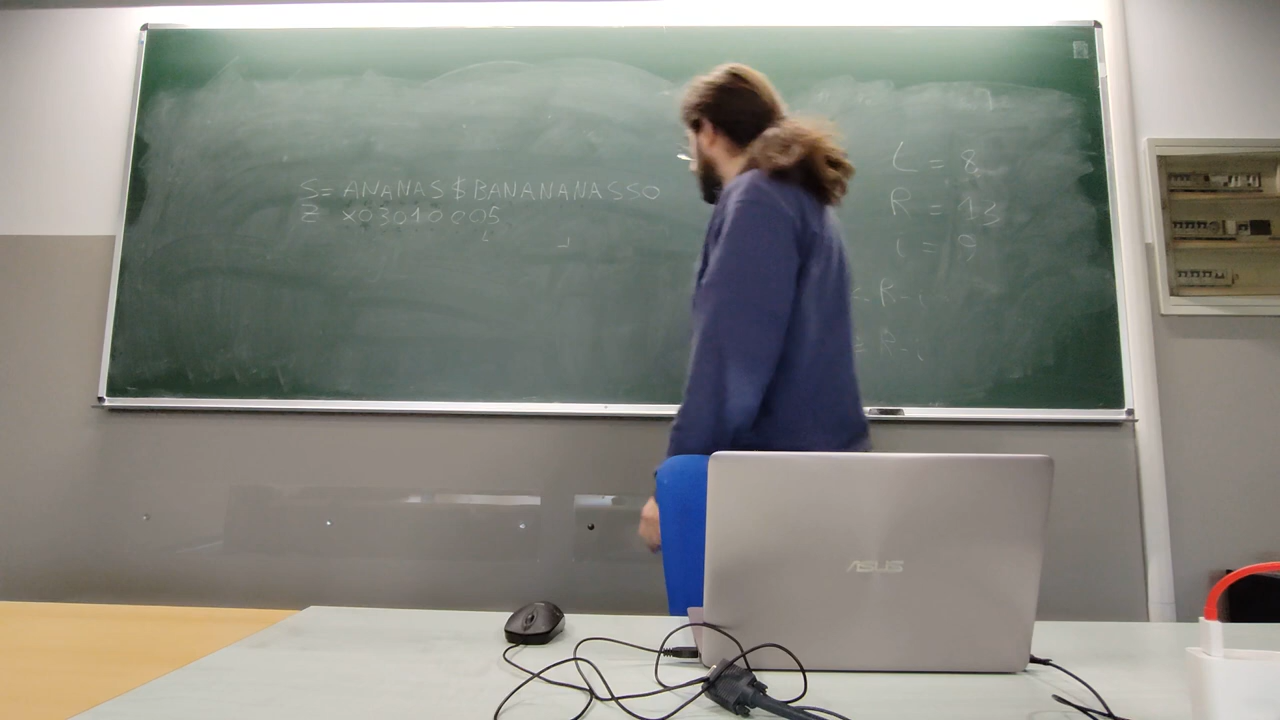 S= ANANAS$BANANANASSO
Z= x03010005
L = 8
R = 13
i = 9
R-i
= R-i
ASUS